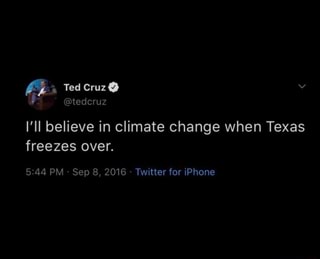 Ted Cruz
@tedcruz
I'll believe in climate change when Texas
freezes over.
5:44 PM · Sep 8, 2016 · Twitter for iPhone